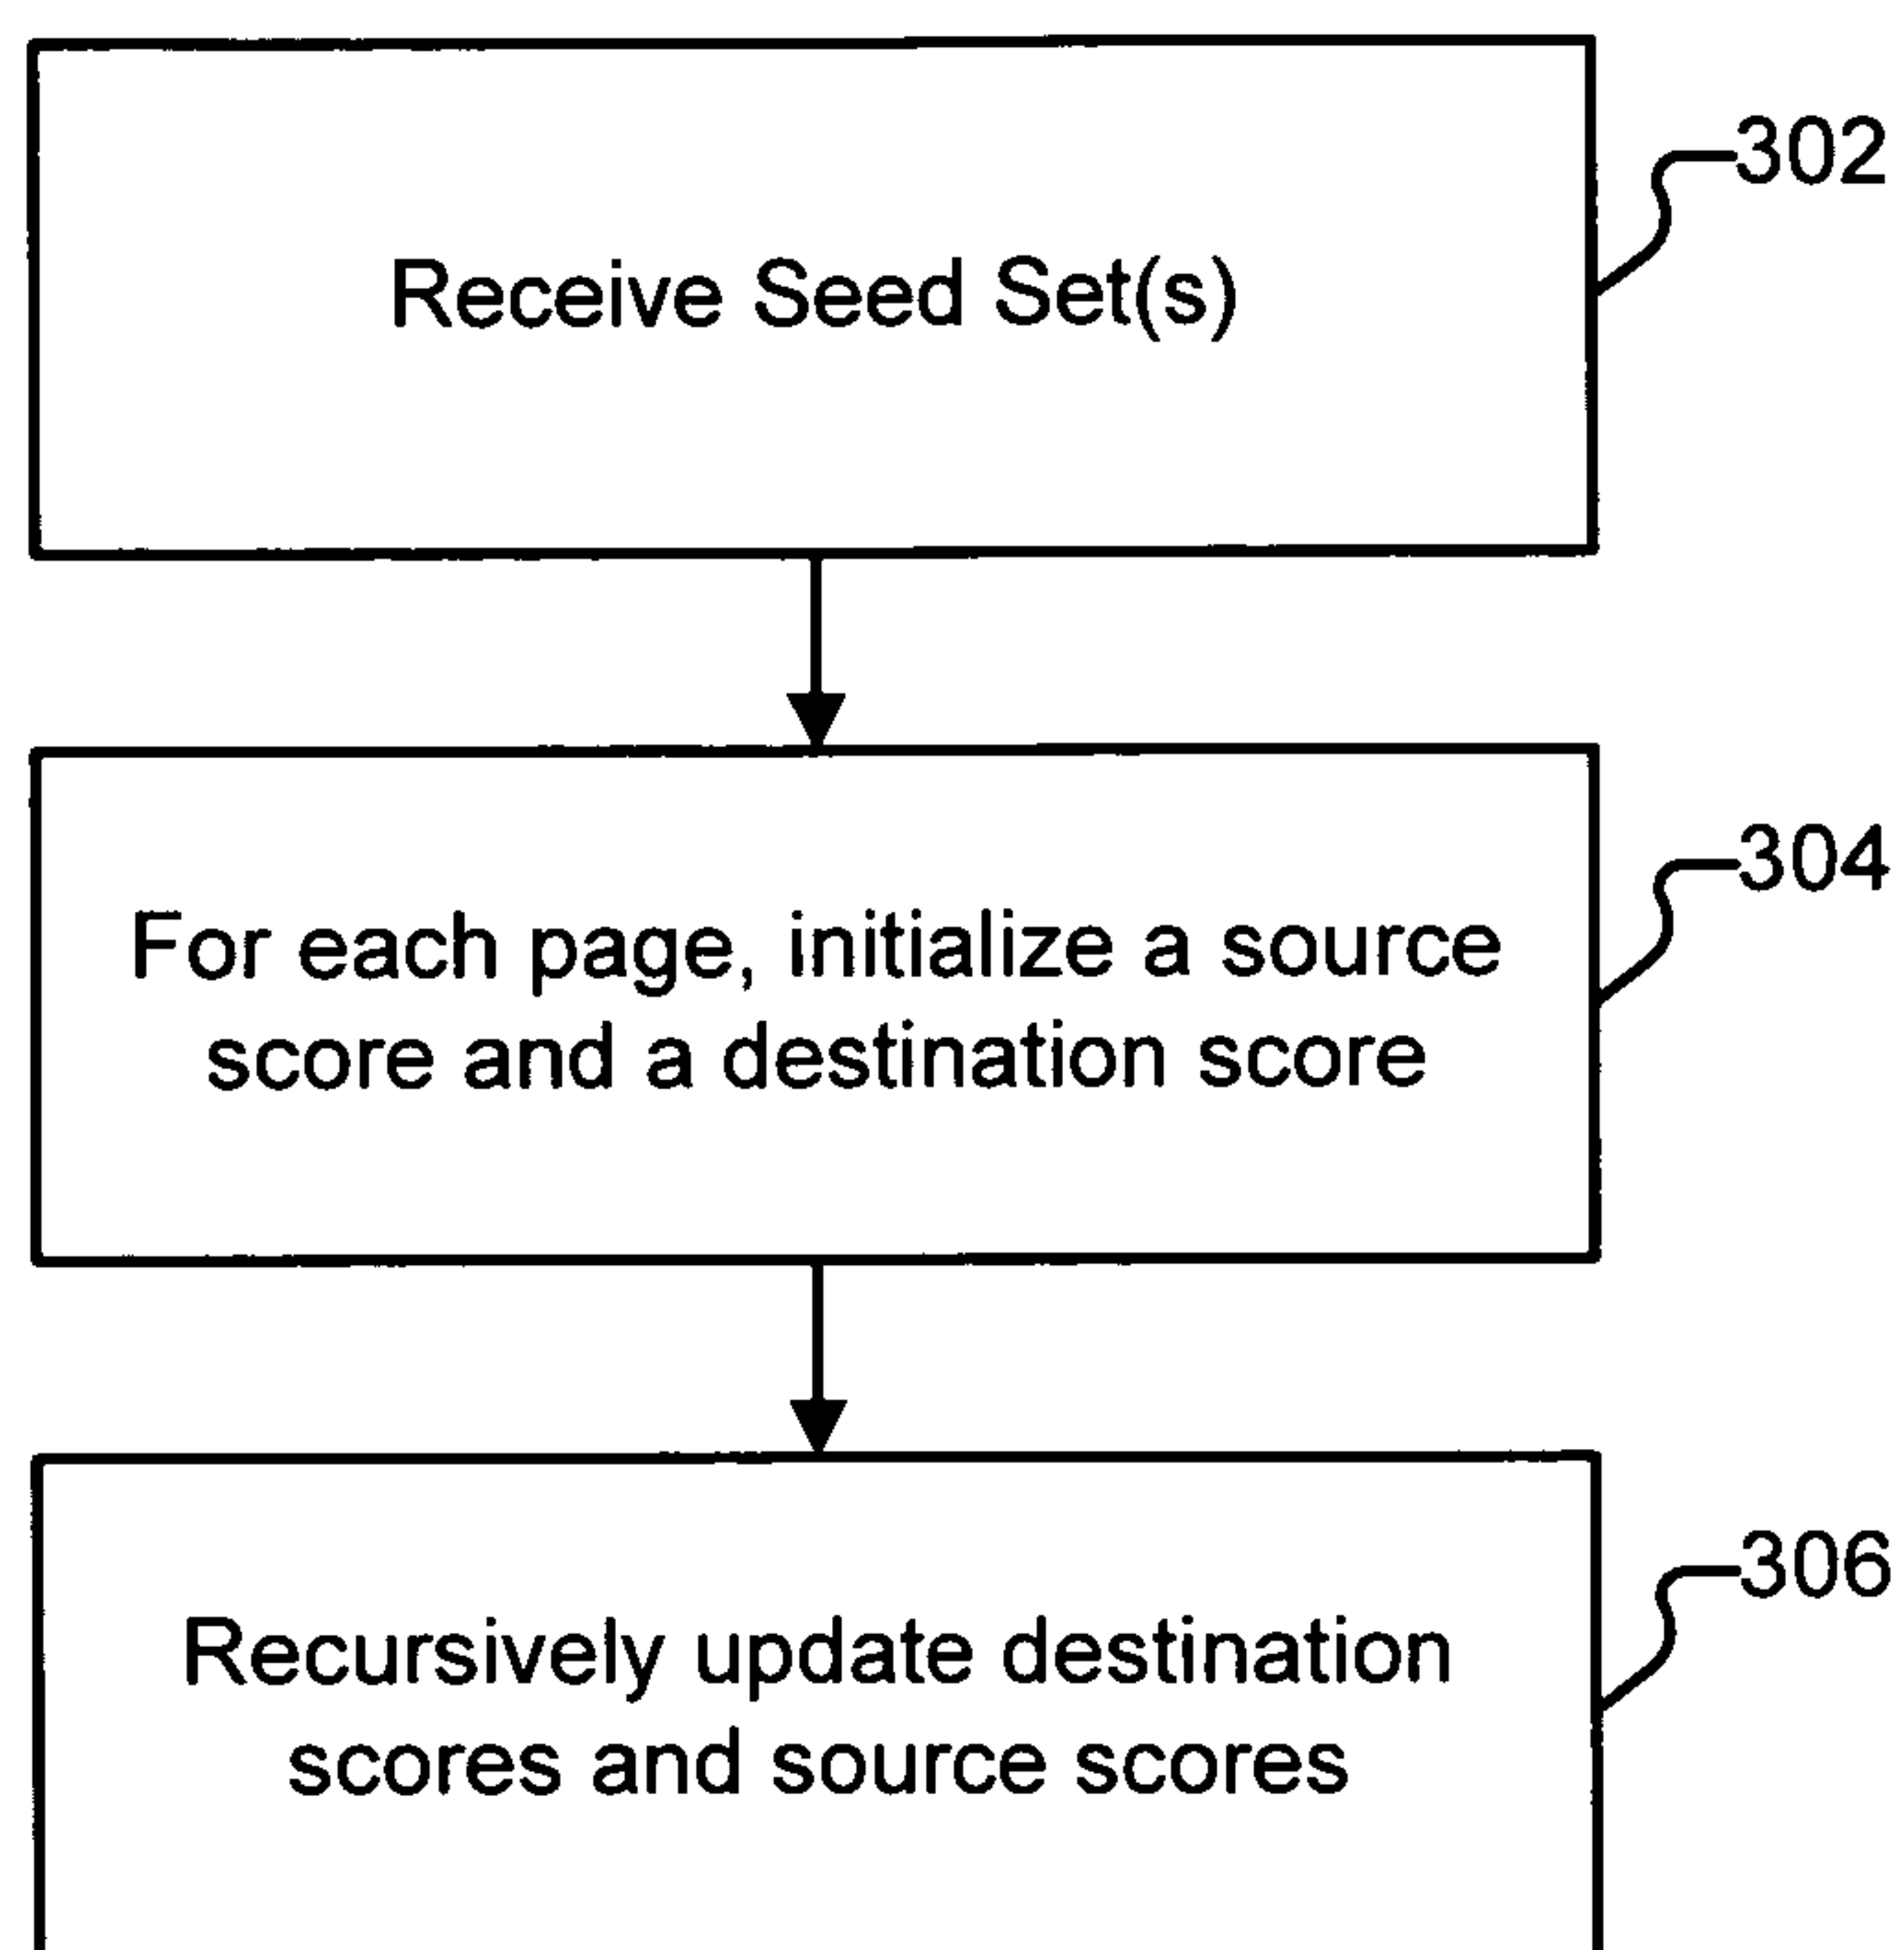 302
Receive Seed Set(s)
304
For each page, initialize a source
score and a destination score
306
Recursively update destination
scores and source scores